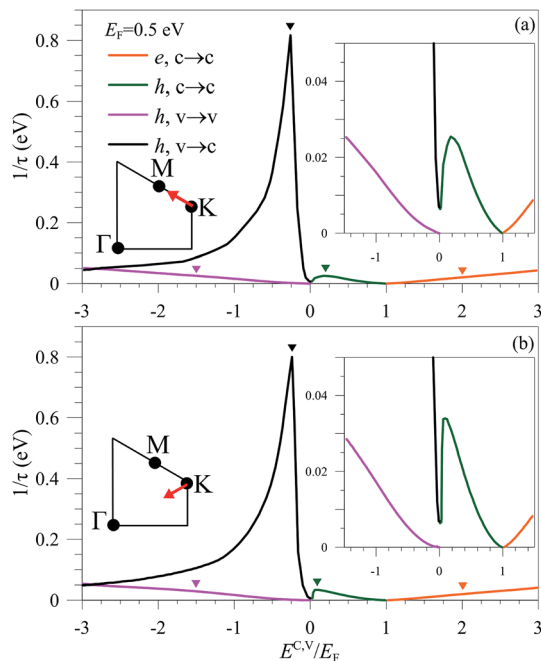 (a)
E_F=0.5 eV
e, c→c
h, c→c
h, v→v
h, v→c
M
K
Γ
1/τ (eV)
0.8
0.6
0.4
0.2
0
0.04
0.02
0
-1
0
1
-3
-2
-1
0
1
2
3
(b)
M
K
Γ
1/τ (eV)
0.8
0.6
0.4
0.2
0
0.04
0.02
0
-1
0
1
-3
-2
-1
0
1
2
3
E^C,V/E_F